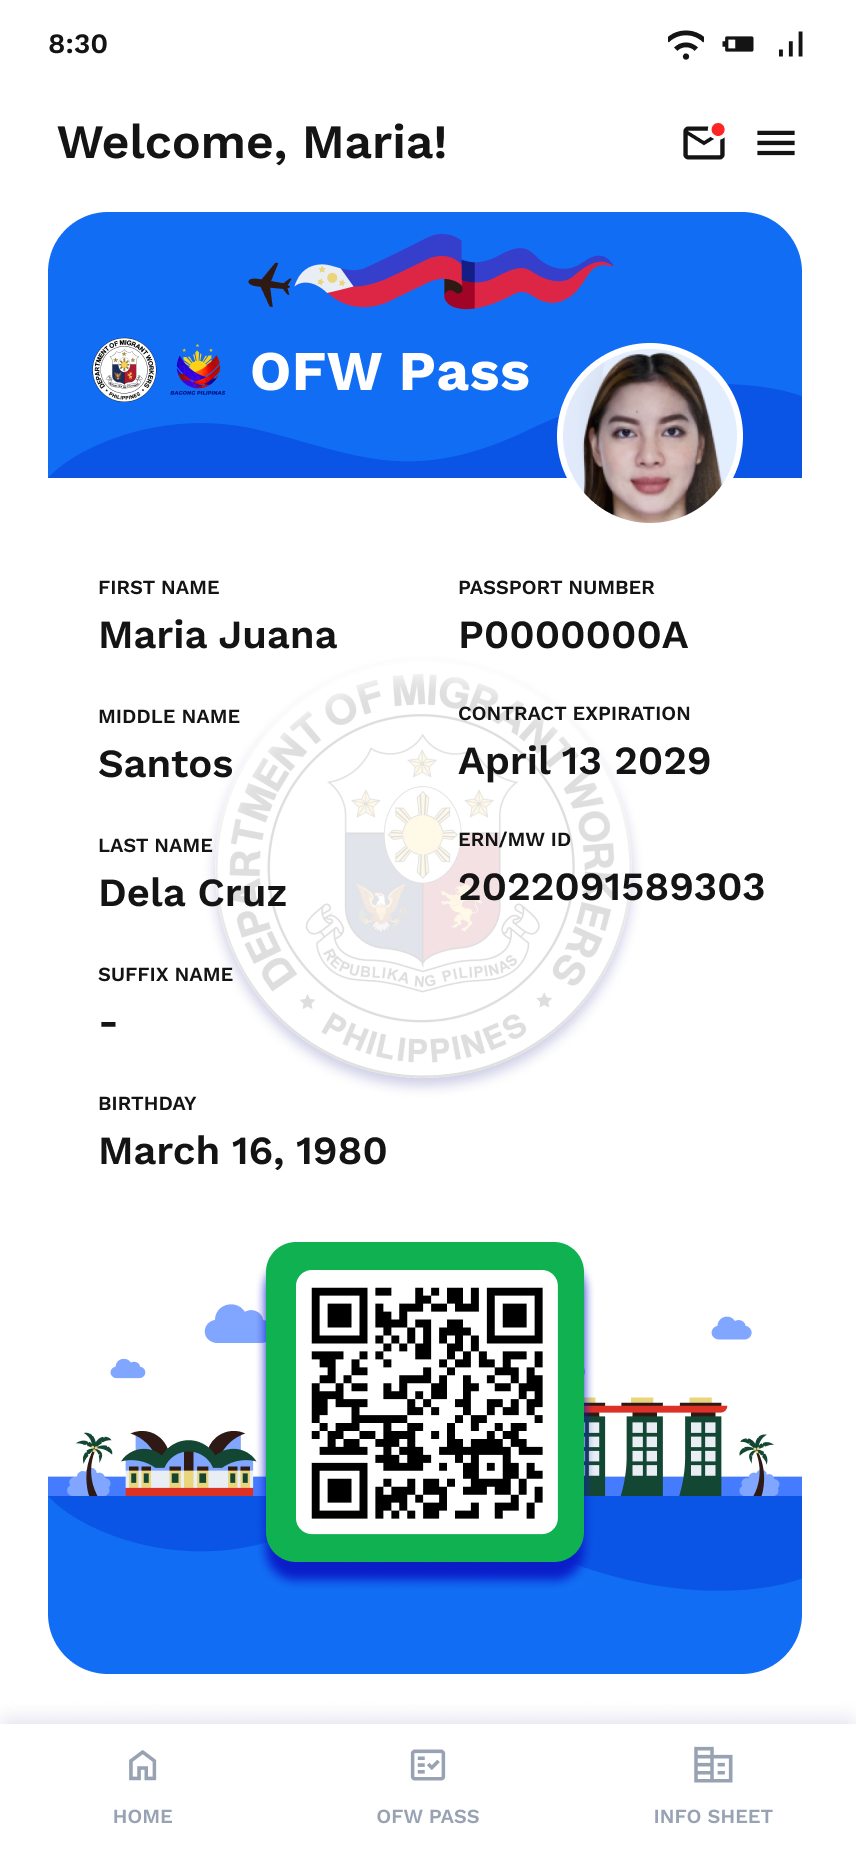 8:30
Welcome, Maria!
DEPARTMENT OF MIGRANT WORKERS
PHILIPPINES
BAGONG PILIPINAS
OFW Pass
FIRST NAME
Maria Juana
PASSPORT NUMBER
P0000000A
MIDDLE NAME
Santos
CONTRACT EXPIRATION
April 13 2029
LAST NAME
Dela Cruz
ERN/MW ID
2022091589303
SUFFIX NAME
-
BIRTHDAY
March 16, 1980
DEPARTMENT OF MIGRANT WORKERS
REPUBLIKA NG PILIPINAS
PHILIPPINES
HOME
OFW PASS
INFO SHEET